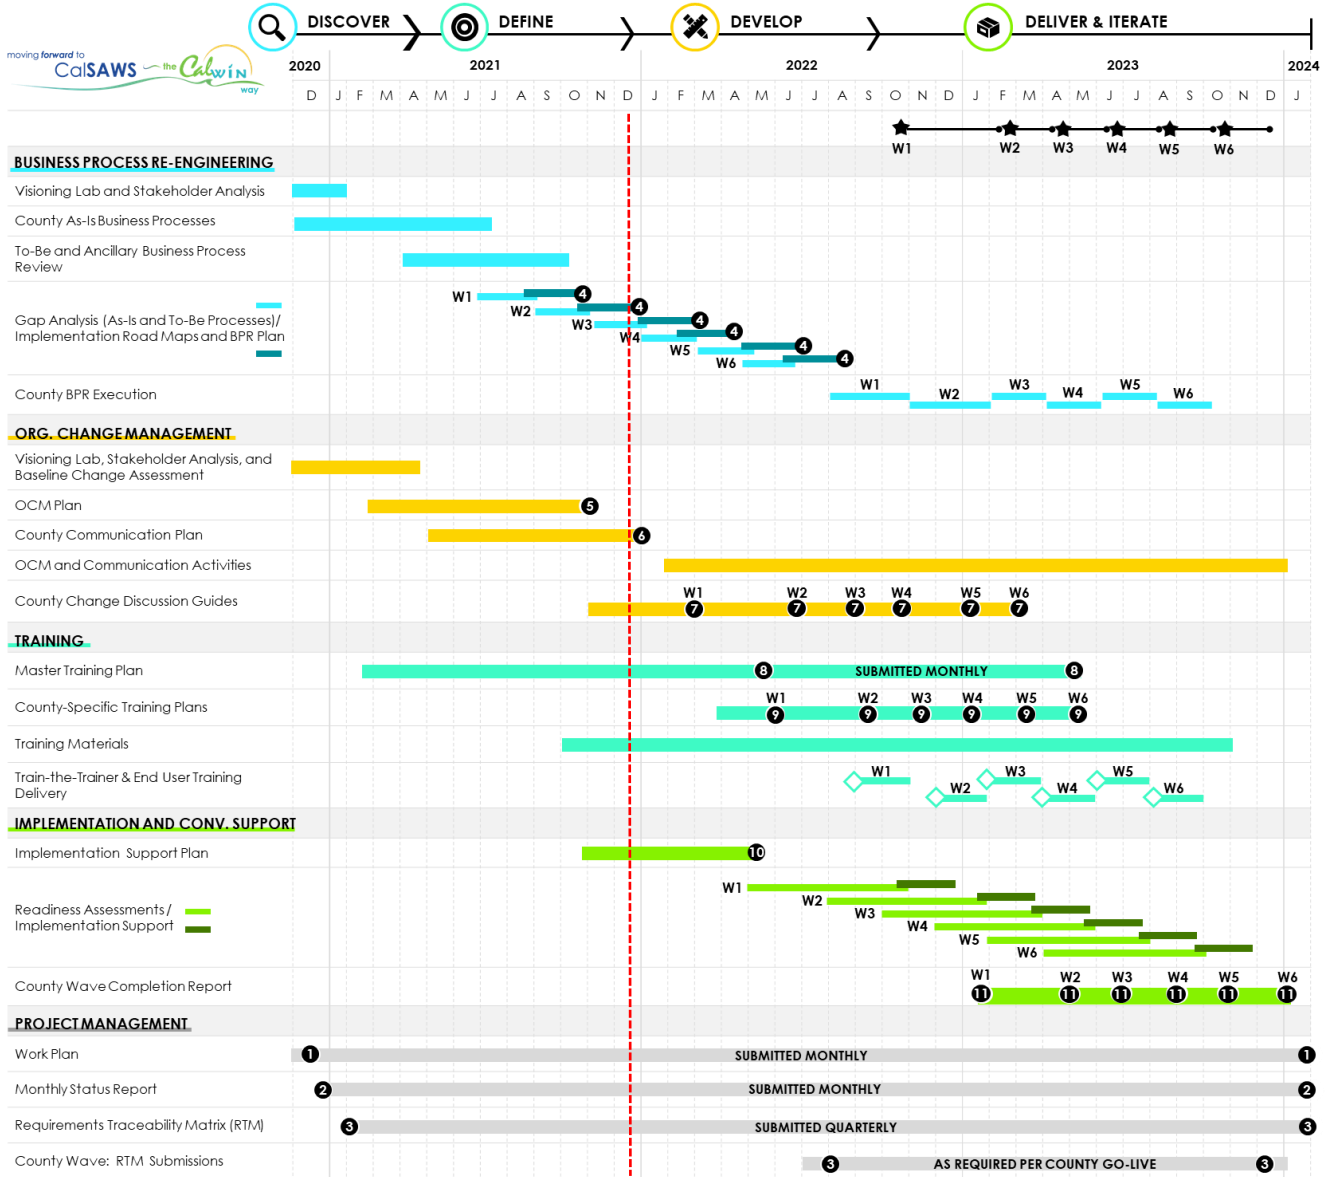 DISCOVER DEFINE DEVELOP DELIVER & ITERATE
moving forward to
CalSAWS the CalWIN
way
2020 2021 2022 2023 2024
D J F M A M J J A S O N D J F M A M J J A S O N D J F M A M J J A S O N D J
W1 W2 W3 W4 W5 W6
BUSINESS PROCESS RE-ENGINEERING
Visioning Lab and Stakeholder Analysis
County As-Is Business Processes
To-Be and Ancillary Business Process
Review
Gap Analysis (As-Is and To-Be Processes)/
Implementation Road Maps and BPR Plan
W1 4
W2 4
W3 4
W4 4
W5 4
W6 4
County BPR Execution
W1 W2 W3 W4 W5 W6
ORG. CHANGE MANAGEMENT
Visioning Lab, Stakeholder Analysis, and
Baseline Change Assessment
OCM Plan 5
County Communication Plan 6
OCM and Communication Activities
County Change Discussion Guides
W1 W2 W3 W4 W5 W6
7 7 7 7 7 7
TRAINING
Master Training Plan 8 SUBMITTED MONTHLY 8
County-Specific Training Plans
W1 W2 W3 W4 W5 W6
9 9 9 9 9 9
Training Materials
Train-the-Trainer & End User Training
Delivery
W1 W2 W3 W4 W5 W6
IMPLEMENTATION AND CONV. SUPPORT
Implementation Support Plan 10
Readiness Assessments/
Implementation Support
W1
W2
W3
W4
W5
W6
County Wave Completion Report
W1 W2 W3 W4 W5 W6
11 11 11 11 11 11
PROJECT MANAGEMENT
Work Plan 1 SUBMITTED MONTHLY 1
Monthly Status Report 2 SUBMITTED MONTHLY 2
Requirements Traceability Matrix (RTM) 3 SUBMITTED QUARTERLY 3
County Wave: RTM Submissions 3 AS REQUIRED PER COUNTY GO-LIVE 3